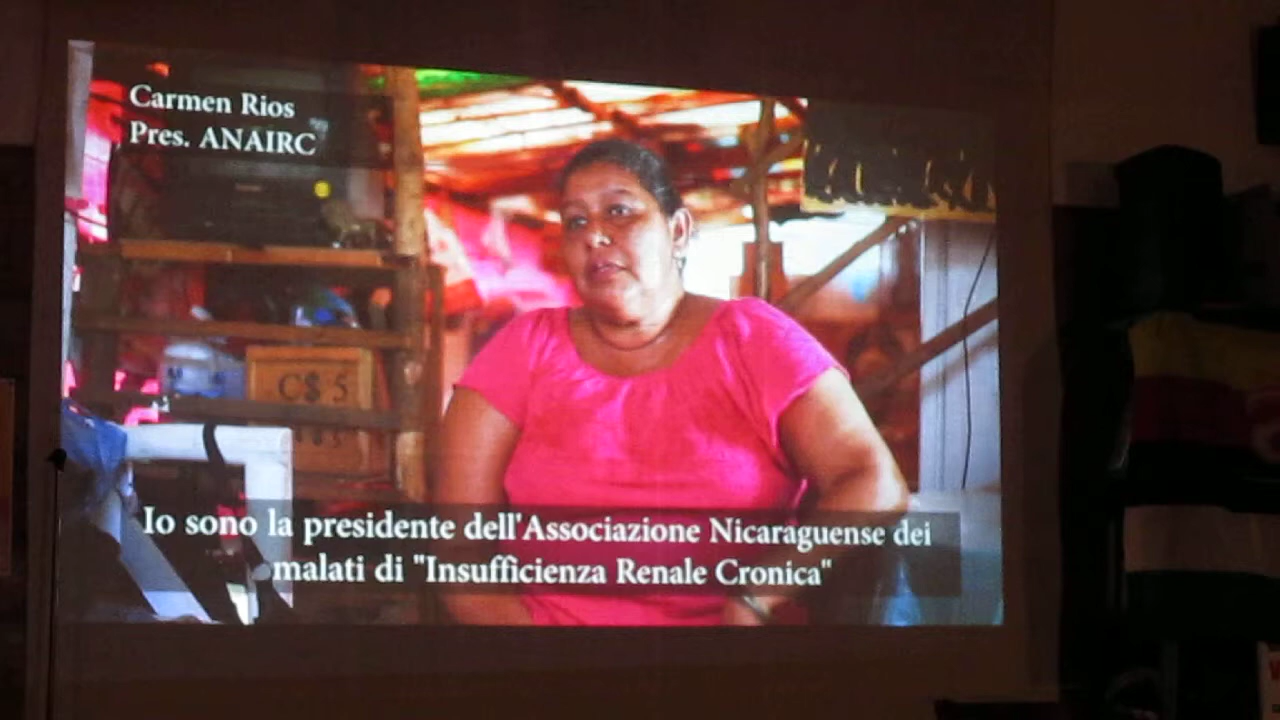 Carmen Rios
Pres. ANAIRC
C$ 5
Io sono la presidente dell'Associazione Nicaraguense dei
malati di "Insufficienza Renale Cronica"